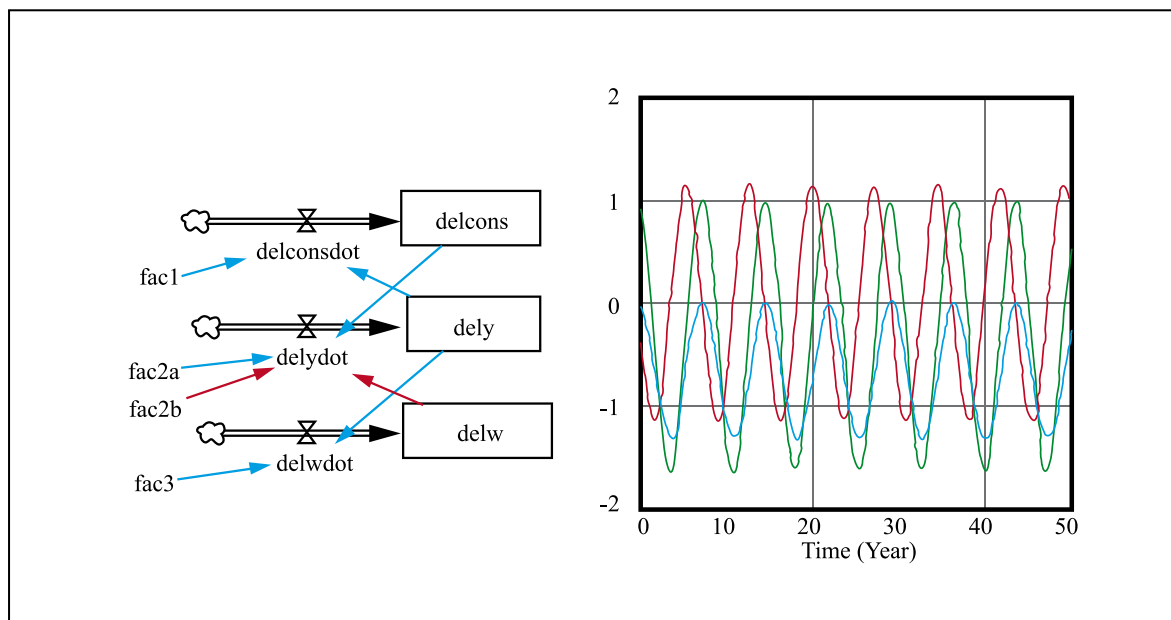 delcons
delconsdot
fac1
dely
delydot
fac2a
fac2b
delw
delwdot
fac3
2
1
0
-1
-2
0 10 20 30 40 50
Time (Year)